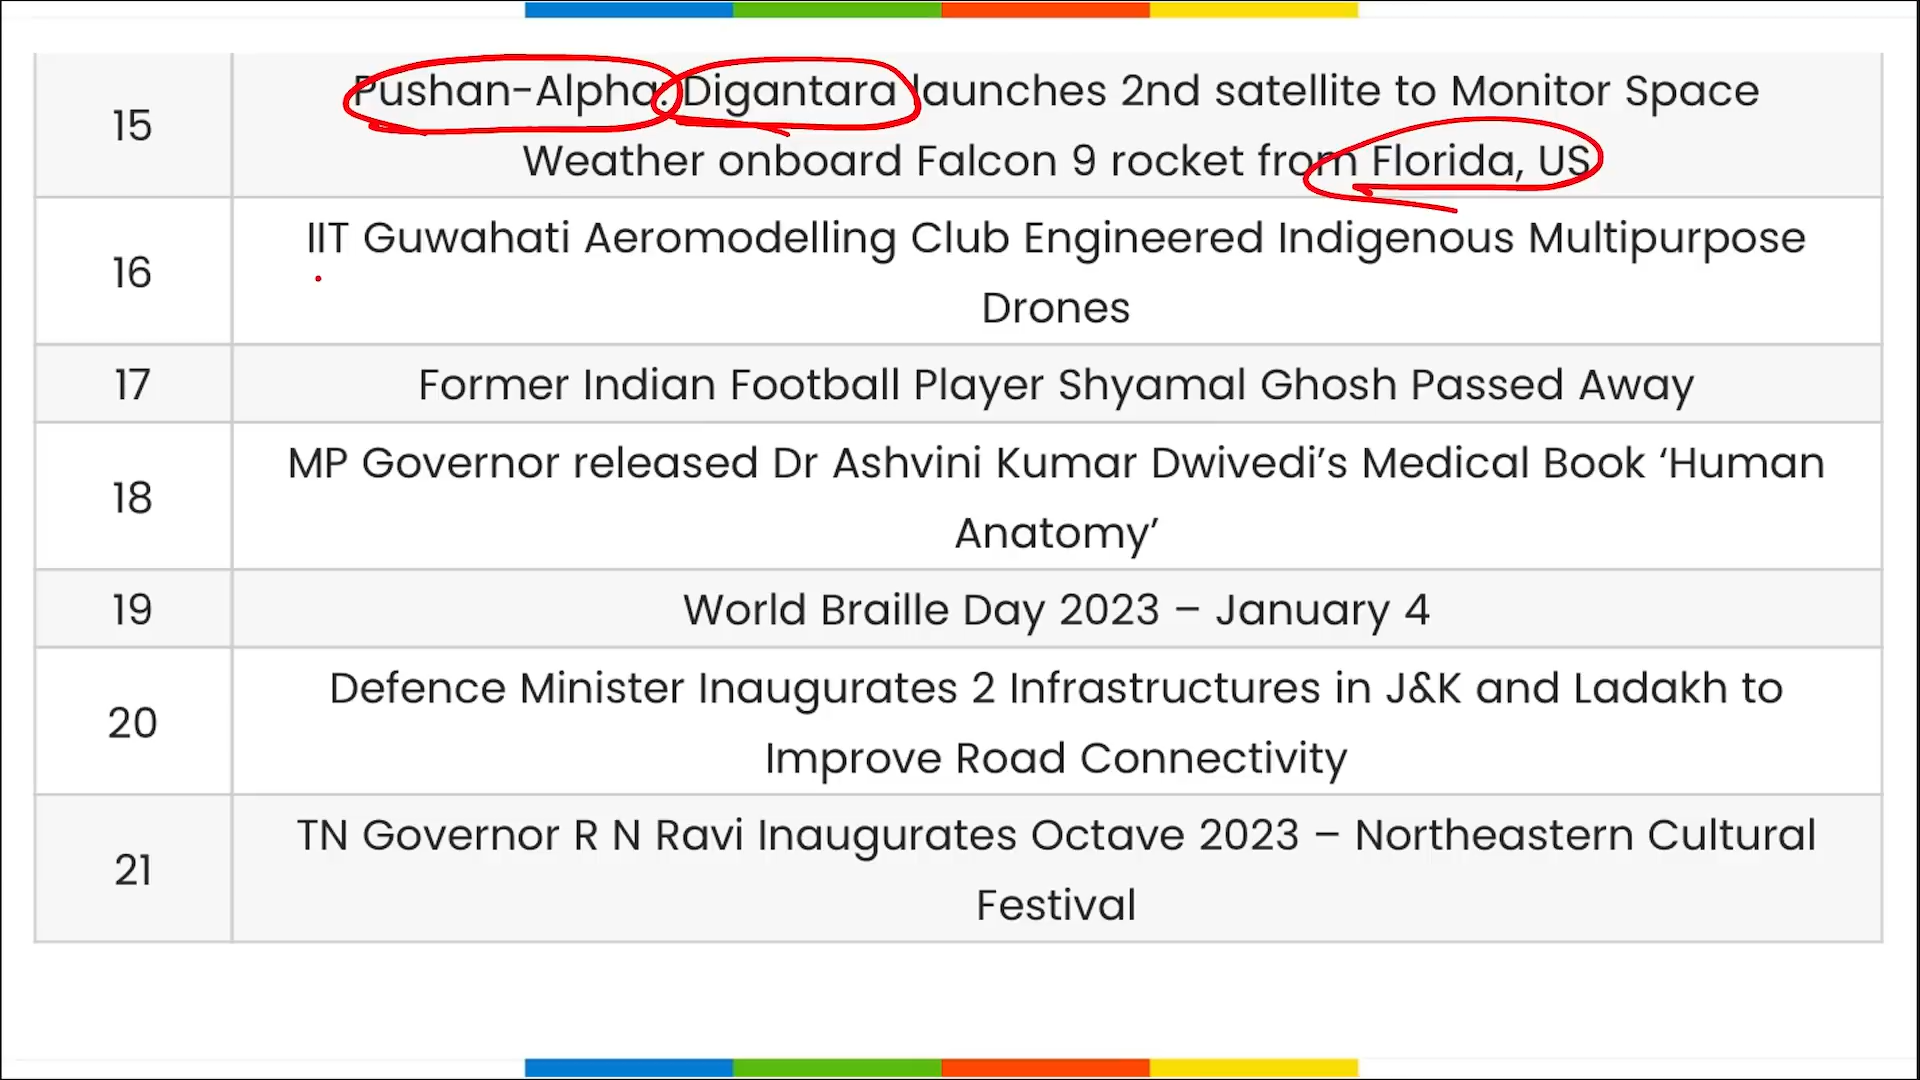 15
Pushan-Alpha: Digantara launches 2nd satellite to Monitor Space
Weather onboard Falcon 9 rocket from Florida, US
16
IIT Guwahati Aeromodelling Club Engineered Indigenous Multipurpose
Drones
17
Former Indian Football Player Shyamal Ghosh Passed Away
18
MP Governor released Dr Ashvini Kumar Dwivedi’s Medical Book ‘Human
Anatomy’
19
World Braille Day 2023 – January 4
20
Defence Minister Inaugurates 2 Infrastructures in J&K and Ladakh to
Improve Road Connectivity
21
TN Governor R N Ravi Inaugurates Octave 2023 – Northeastern Cultural
Festival